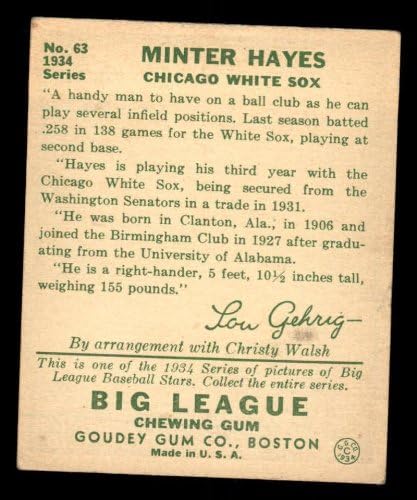 No. 63
1934
Series
MINTER HAYES
CHICAGO WHITE SOX
"A handy man to have on a ball club as he can
play several infield positions. Last season batted
.258 in 138 games for the White Sox, playing at
second base.
"Hayes is playing his third year with the
Chicago White Sox, being secured from the
Washington Senators in a trade in 1931.
"He was born in Clanton, Ala., in 1906 and
joined the Birmingham Club in 1927 after gradu-
ating from the University of Alabama.
"He is a right-hander, 5 feet, 10½ inches tall,
weighing 155 pounds."
Lou Gehrig
By arrangement with Christy Walsh
This is one of the 1934 Series of pictures of Big
League Baseball Stars. Collect the entire series.
BIG LEAGUE
CHEWING GUM
GOUDEY GUM CO., BOSTON
Made in U. S. A.
G. G. CO.
C
1934